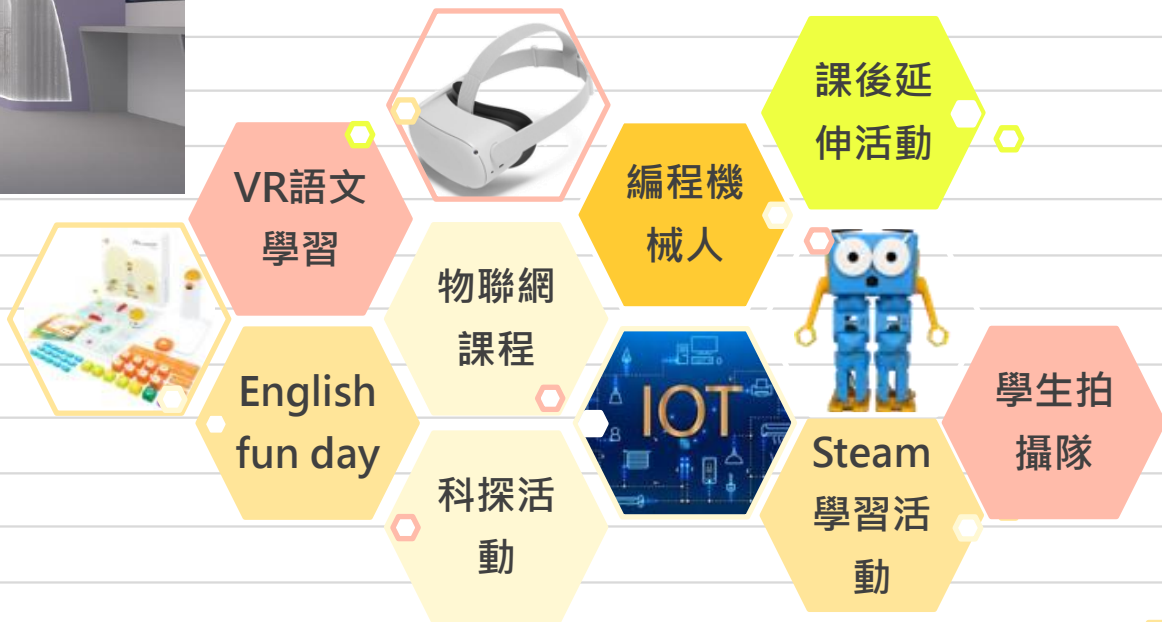 課後延
伸活動
VR語文
學習
編程機
械人
物聯網
課程
English
fun day
IOT
學生拍
攝隊
Steam
學習活
動
科探活
動